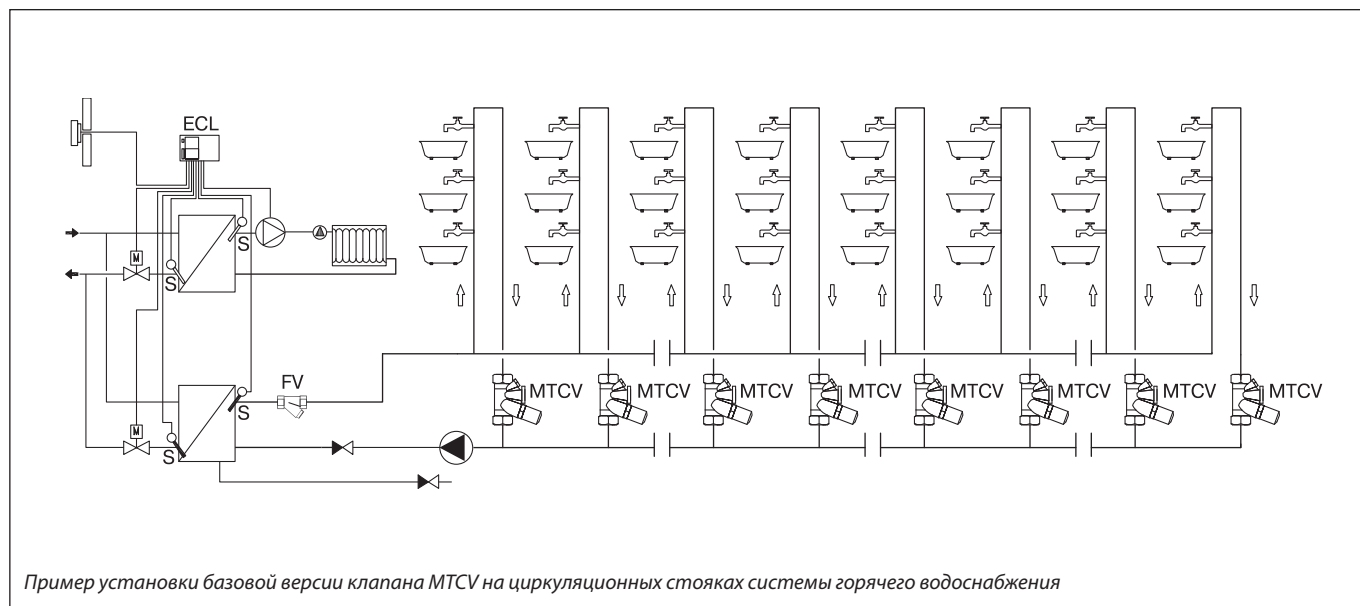 ECL
M
S
S
M
S
S
FV
MTCV MTCV MTCV MTCV MTCV MTCV MTCV MTCV
Пример установки базовой версии клапана MTCV на циркуляционных стояках системы горячего водоснабжения